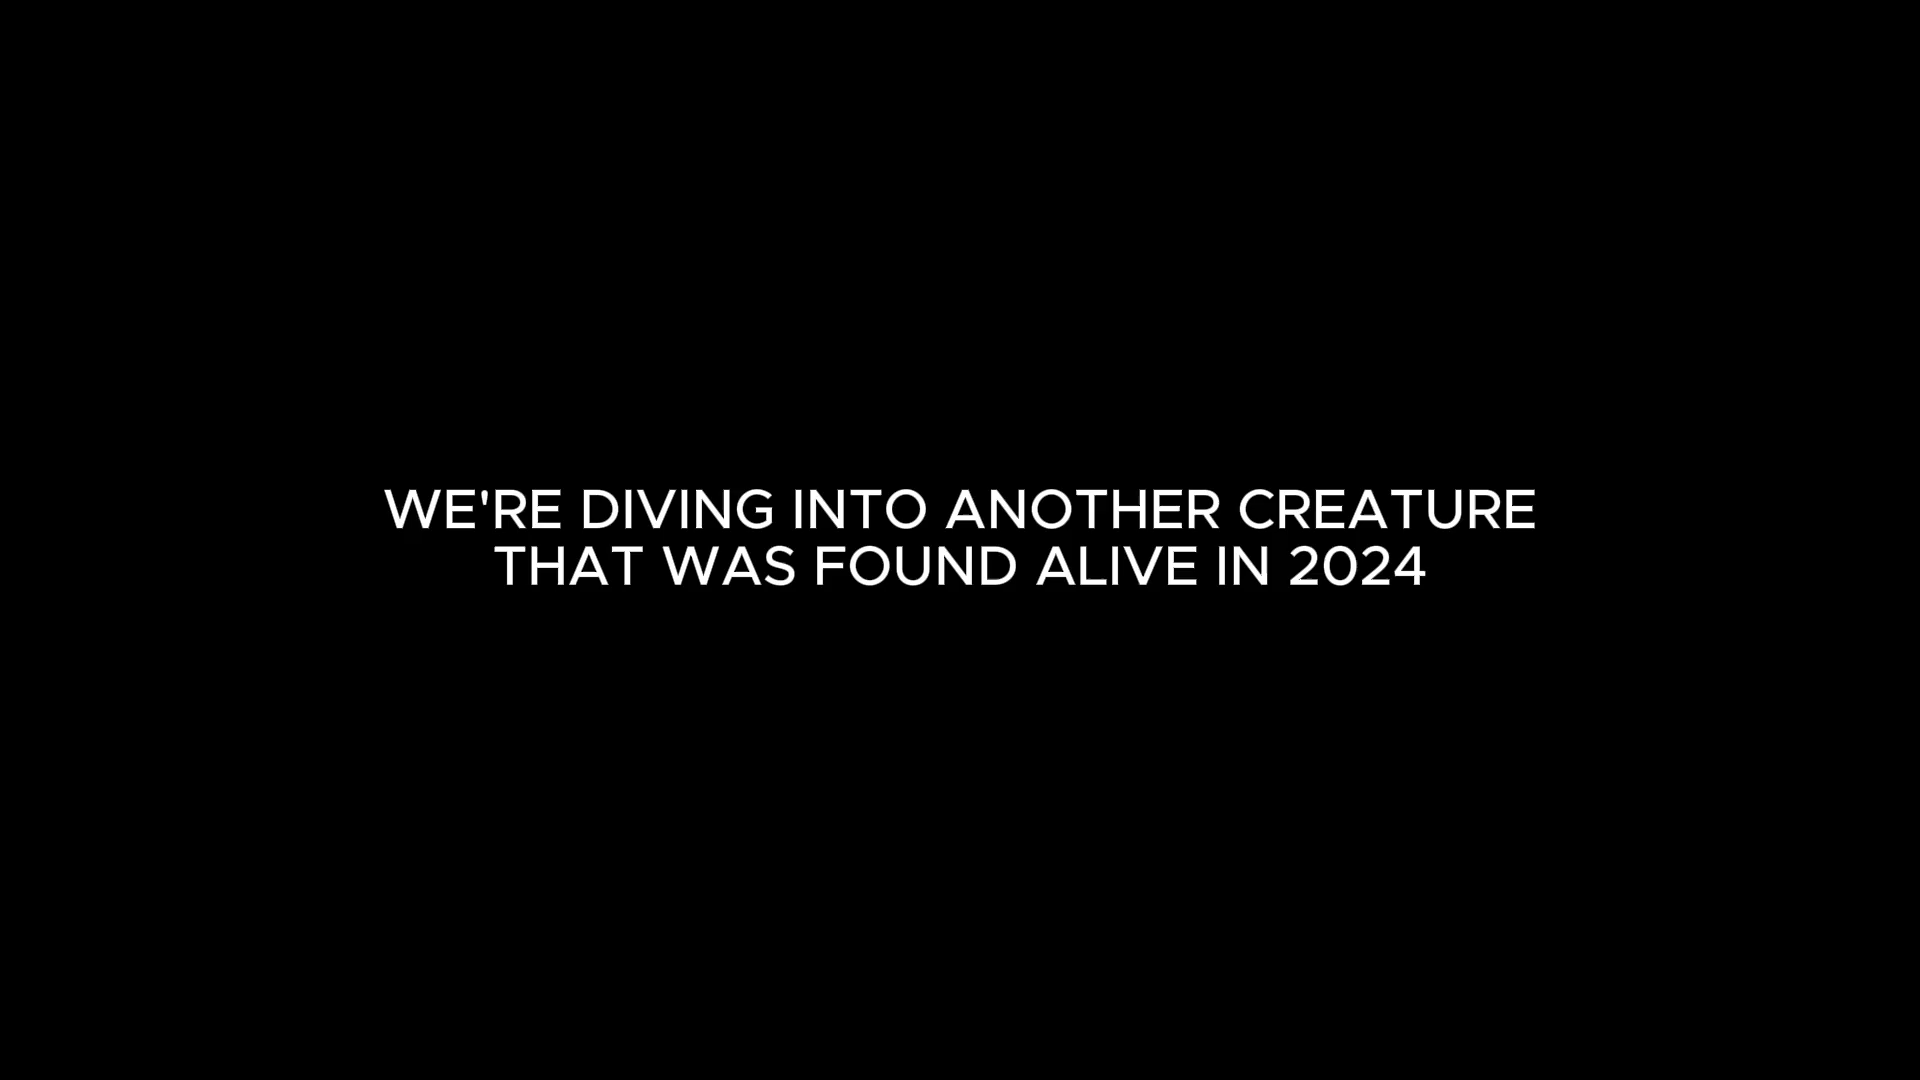 WE'RE DIVING INTO ANOTHER CREATURE
THAT WAS FOUND ALIVE IN 2024